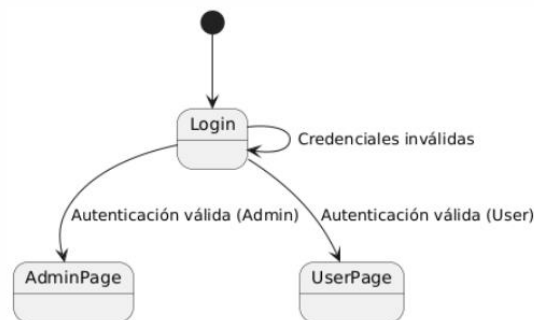 Login
Credenciales inválidas
Autenticación válida (Admin)
Autenticación válida (User)
AdminPage
UserPage